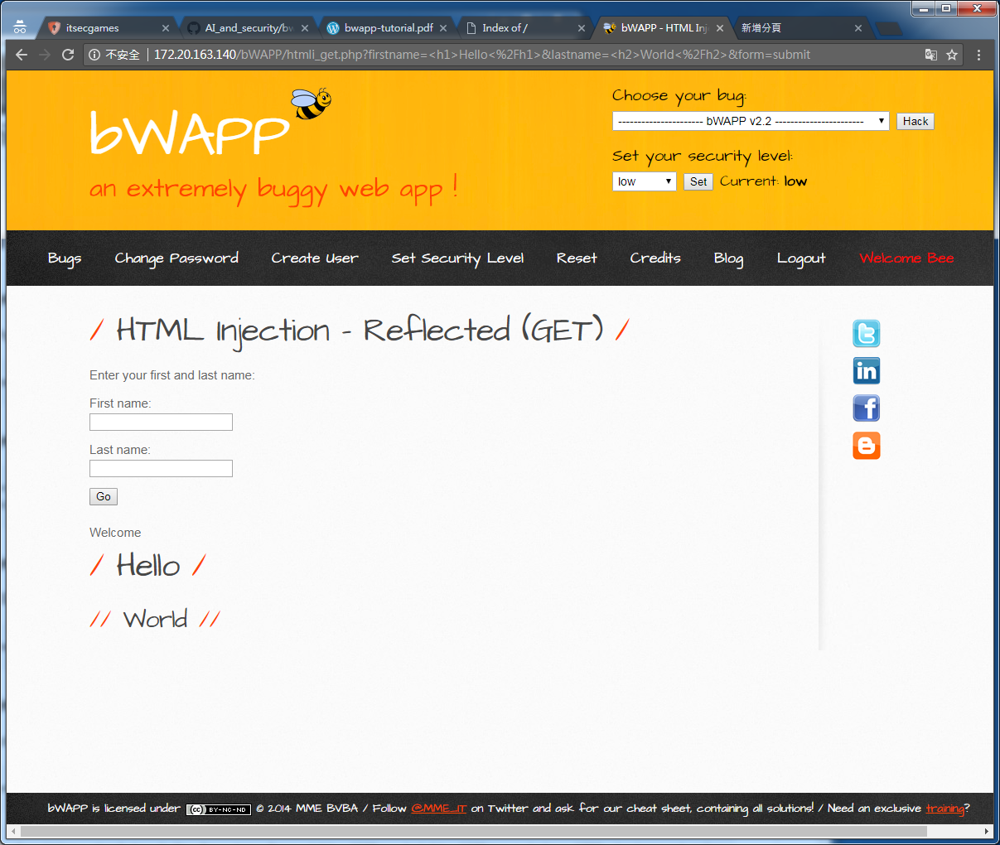 itsecgames
AI_and_security/bw
bwapp-tutorial.pdf
Index of /
bWAPP - HTML Inj
新增分頁
不安全 172.20.163.140/bWAPP/htmli_get.php?firstname=<h1>Hello<%2Fh1>&lastname=<h2>World<%2Fh2>&form=submit
bWAPP
an extremely buggy web app !
Choose your bug:
---------------------- bWAPP v2.2 ----------------------- Hack
Set your security level:
low Set Current: low
Bugs Change Password Create User Set Security Level Reset Credits Blog Logout Welcome Bee
/ HTML Injection - Reflected (GET) /
Enter your first and last name:
First name:
Last name:
Go
Welcome
/ Hello /
// World //
bWAPP is licensed under (cc) BY-NC-ND © 2014 MME BVBA / Follow @MME_IT on Twitter and ask for our cheat sheet, containing all solutions! / Need an exclusive training?